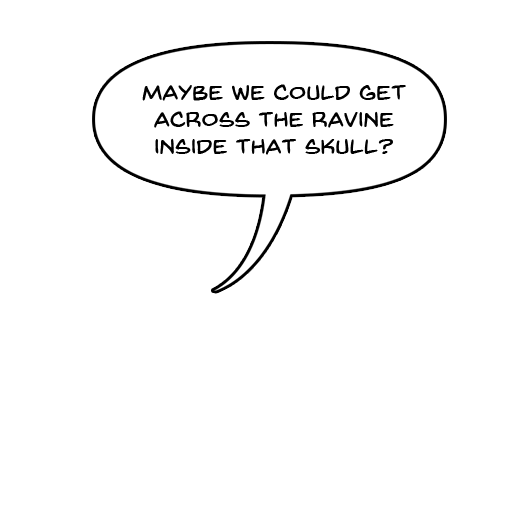 MAYBE WE COULD GET
ACROSS THE RAVINE
INSIDE THAT SKULL?